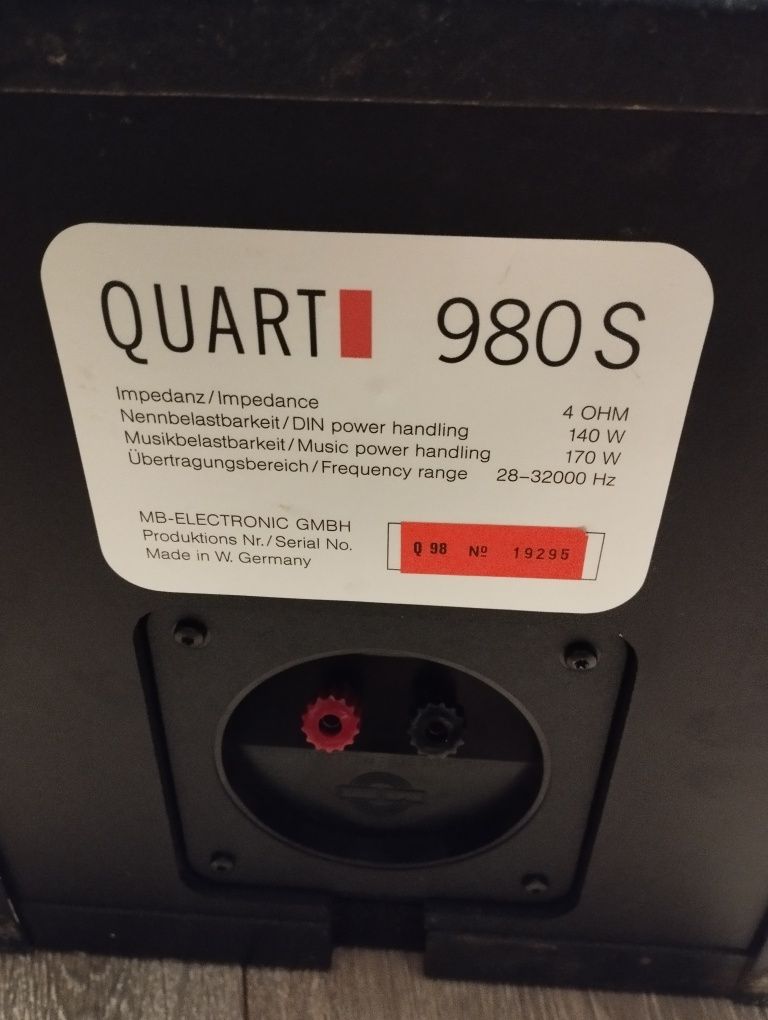 QUART 980 S
Impedanz/Impedance 4 OHM
Nennbelastbarkeit/DIN power handling 140 W
Musikbelastbarkeit/Music power handling 170 W
Übertragungsbereich/Frequency range 28–32000 Hz
MB-ELECTRONIC GMBH
Produktions Nr./Serial No. Q 98 Nº 19295
Made in W. Germany